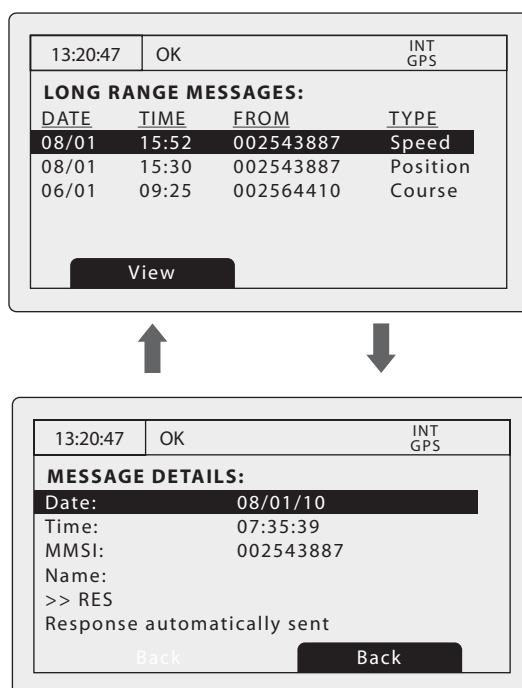 13:20:47 OK INT
GPS
LONG RANGE MESSAGES:
DATE TIME FROM TYPE
08/01 15:52 002543887 Speed
08/01 15:30 002543887 Position
06/01 09:25 002564410 Course
View
13:20:47 OK INT
GPS
MESSAGE DETAILS:
Date: 08/01/10
Time: 07:35:39
MMSI: 002543887
Name:
>> RES
Response automatically sent
Back Back